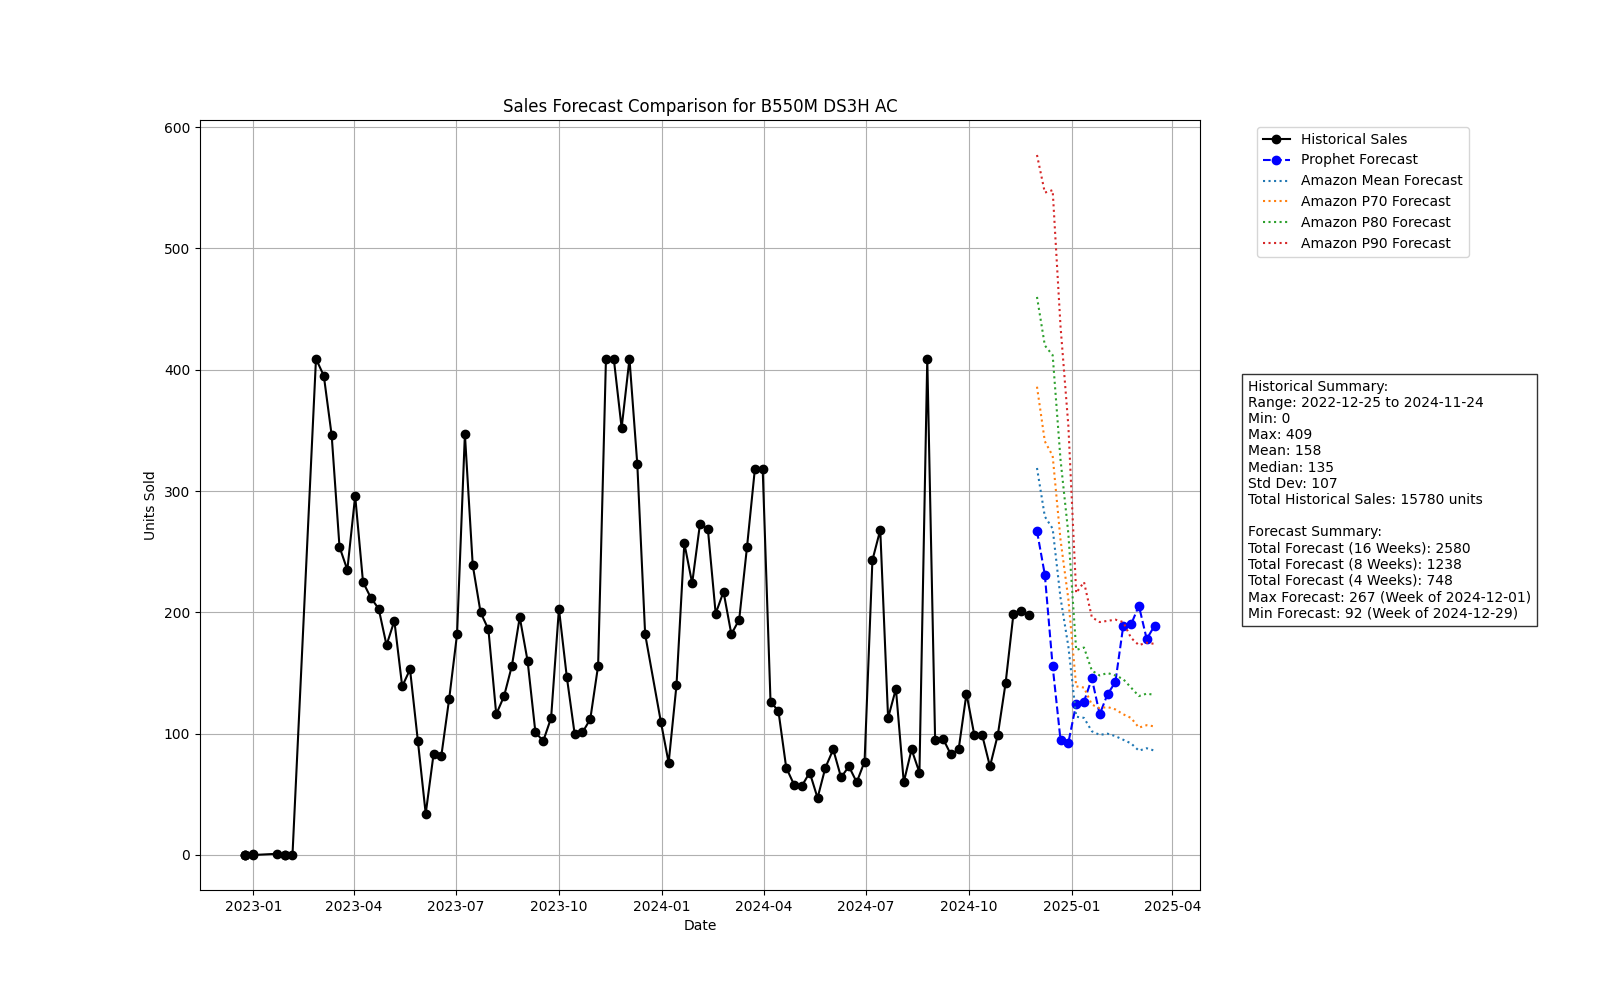 Sales Forecast Comparison for B550M DS3H AC
600
500
400
300
200
100
0
Units Sold
2023-01
2023-04
2023-07
2023-10
2024-01
2024-04
2024-07
2024-10
2025-01
2025-04
Date
Historical Sales
Prophet Forecast
Amazon Mean Forecast
Amazon P70 Forecast
Amazon P80 Forecast
Amazon P90 Forecast
Historical Summary:
Range: 2022-12-25 to 2024-11-24
Min: 0
Max: 409
Mean: 158
Median: 135
Std Dev: 107
Total Historical Sales: 15780 units
Forecast Summary:
Total Forecast (16 Weeks): 2580
Total Forecast (8 Weeks): 1238
Total Forecast (4 Weeks): 748
Max Forecast: 267 (Week of 2024-12-01)
Min Forecast: 92 (Week of 2024-12-29)